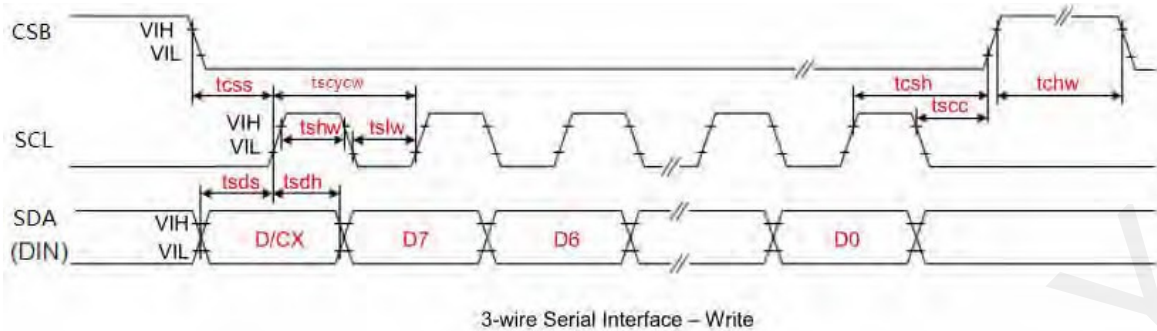 CSB
VIH
VIL
tcss
tscycw
tcsh
tchw
tscc
SCL
VIH
VIL
tshw
tslw
tsds
tsdh
SDA
(DIN)
VIH
VIL
D/CX
D7
D6
D0
3-wire Serial Interface – Write